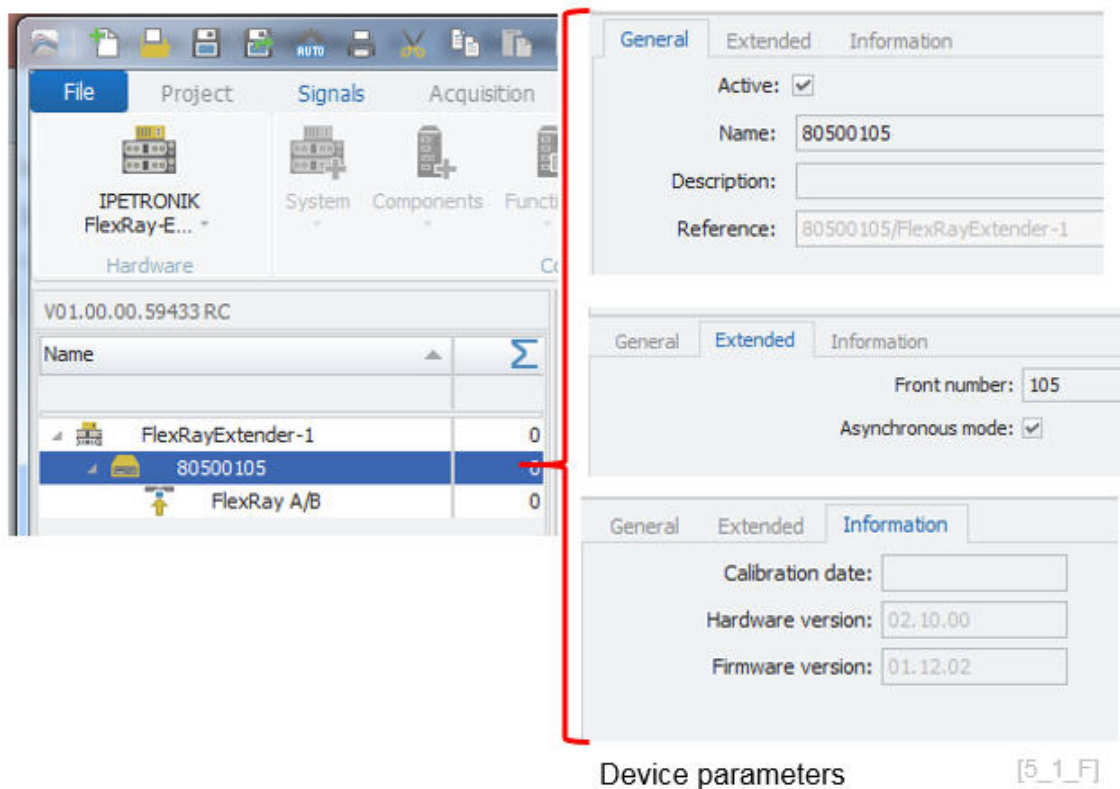 AUTO
File Project Signals Acquisition
IPETRONIK
FlexRay-E...
System Components
Hardware
V01.00.00.59433 RC
Name Σ
FlexRayExtender-1 0
80500105
FlexRay A/B 0
General Extended Information
Active:
Name: 80500105
Description:
Reference: 80500105/FlexRayExtender-1
General Extended Information
Front number: 105
Asynchronous mode:
General Extended Information
Calibration date:
Hardware version: 02.10.00
Firmware version: 01.12.02
Device parameters [5_1_F]